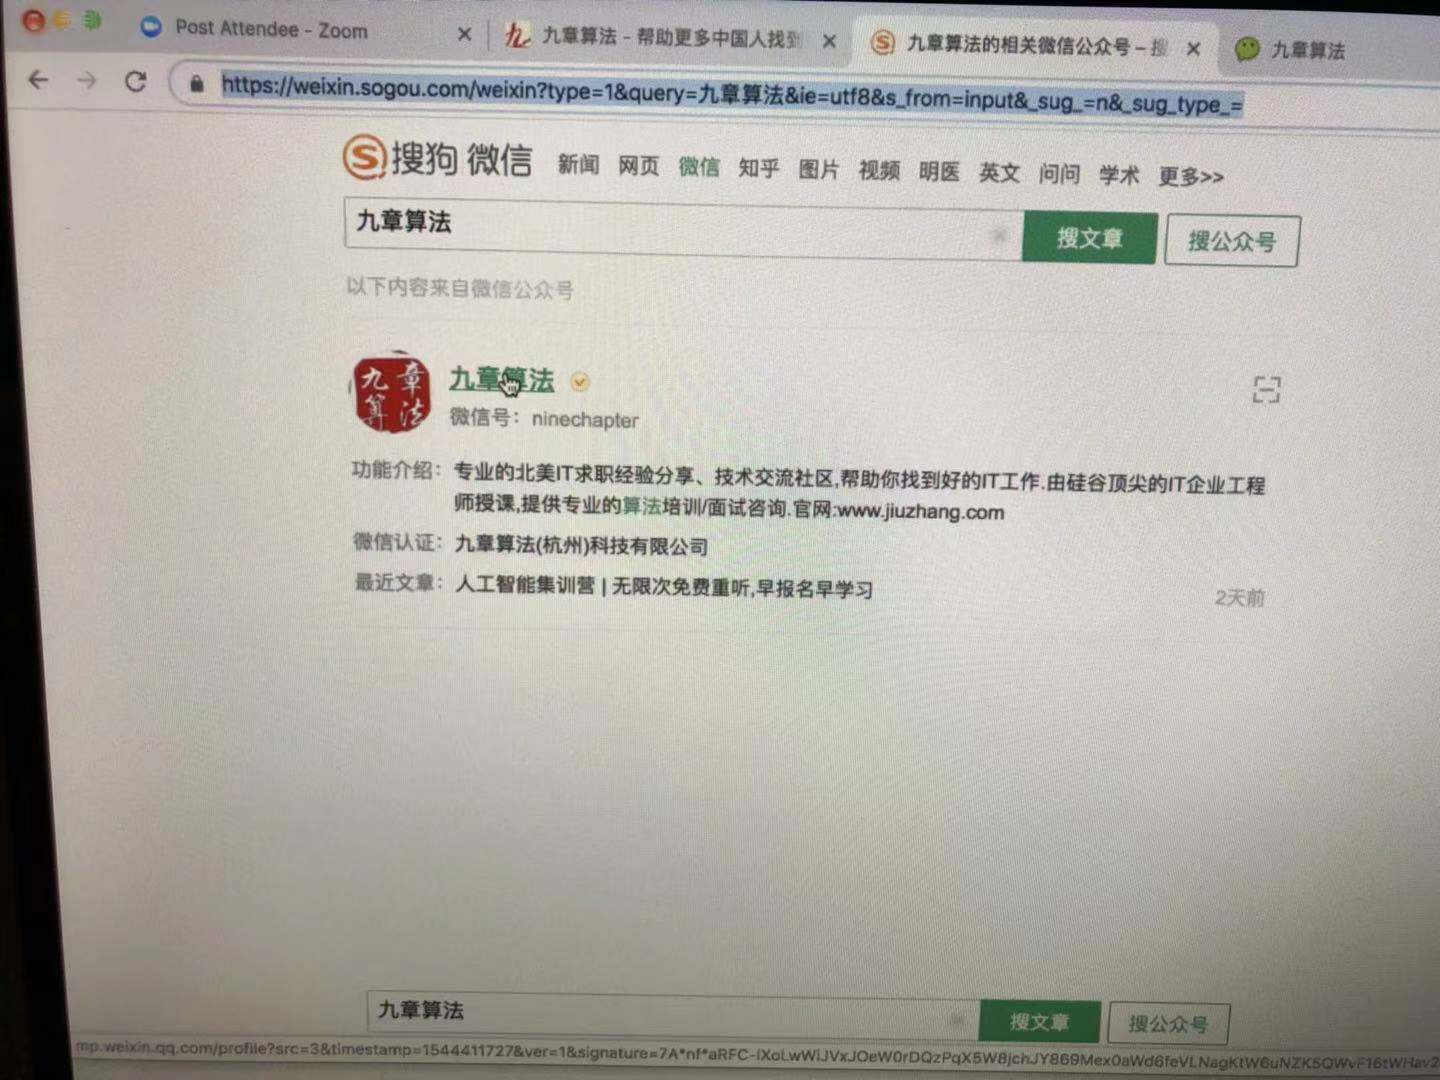 Post Attendee - Zoom
九章算法 - 帮助更多中国人找到
九章算法的相关微信公众号 – 搜
九章算法
https://weixin.sogou.com/weixin?type=1&query=九章算法&ie=utf8&s_from=input&_sug_=n&_sug_type_=
搜狗 微信 新闻 网页 微信 知乎 图片 视频 明医 英文 问问 学术 更多>>
九章算法 搜文章 搜公众号
以下内容来自微信公众号
九章算法
九章算法
微信号: ninechapter
功能介绍: 专业的北美IT求职经验分享、技术交流社区,帮助你找到好的IT工作.由硅谷顶尖的IT企业工程
师授课,提供专业的算法培训/面试咨询.官网:www.jiuzhang.com
微信认证: 九章算法(杭州)科技有限公司
最近文章: 人工智能集训营 | 无限次免费重听,早报名早学习 2天前
九章算法 搜文章 搜公众号
mp.weixin.qq.com/profile?src=3&timestamp=1544411727&ver=1&signature=